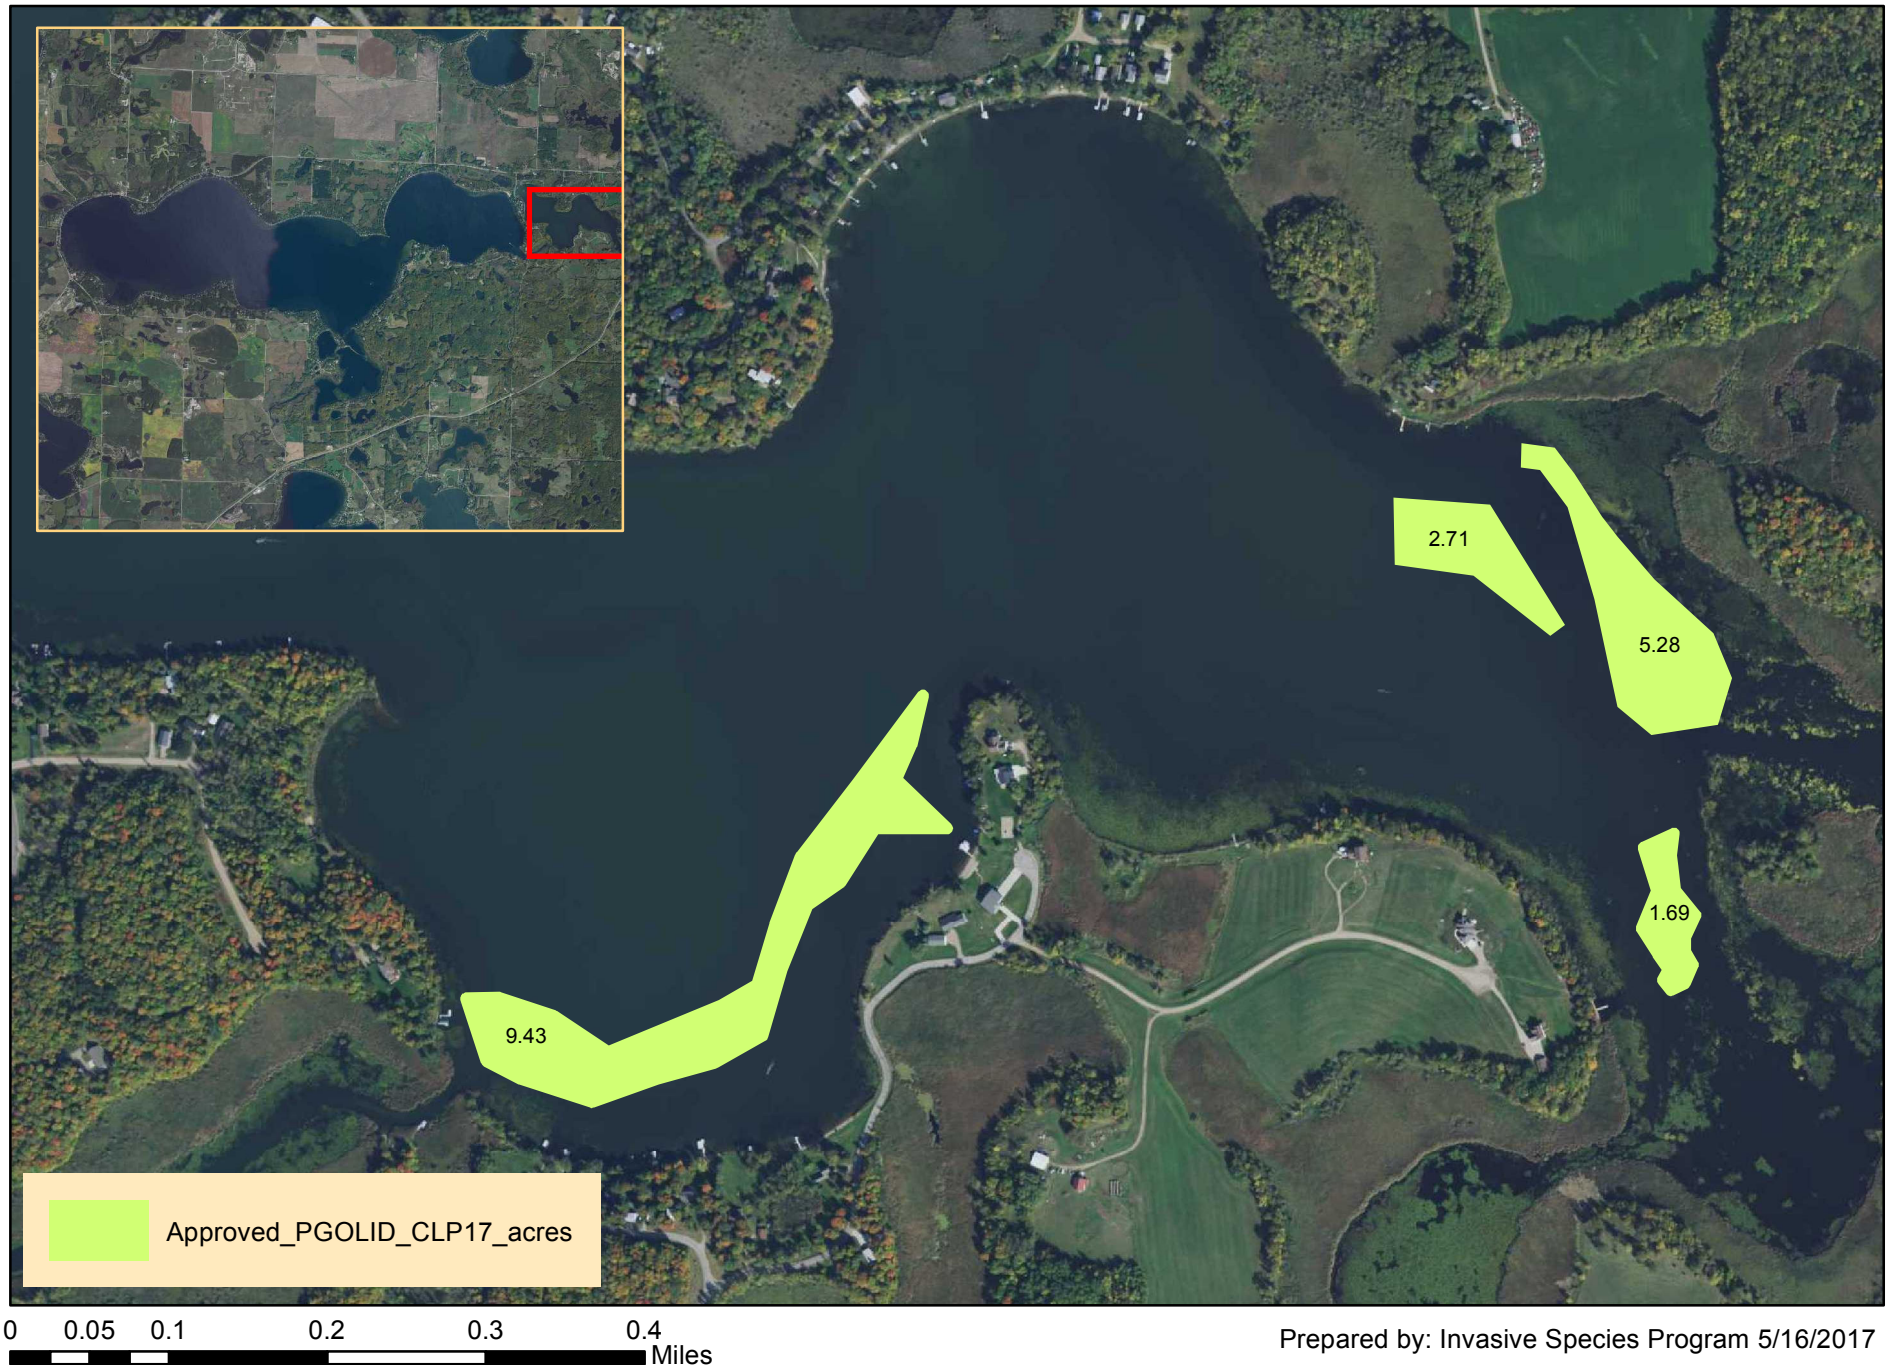 2.71
5.28
1.69
9.43
Approved_PGOLID_CLP17_acres
0 0.05 0.1 0.2 0.3 0.4
Miles
Prepared by: Invasive Species Program 5/16/2017